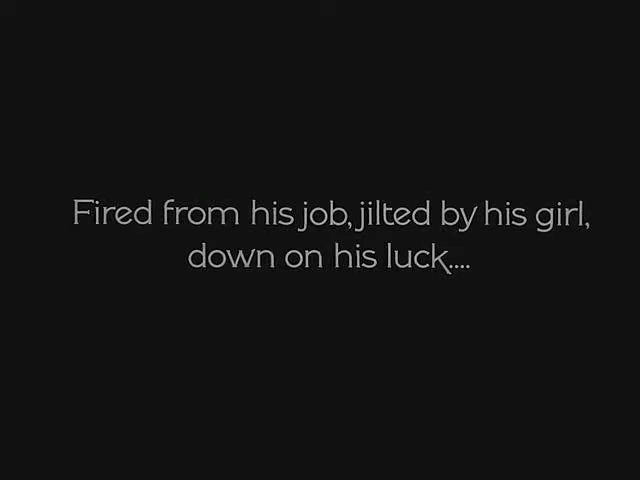 Fired from his job, jilted by his girl,
down on his luck....